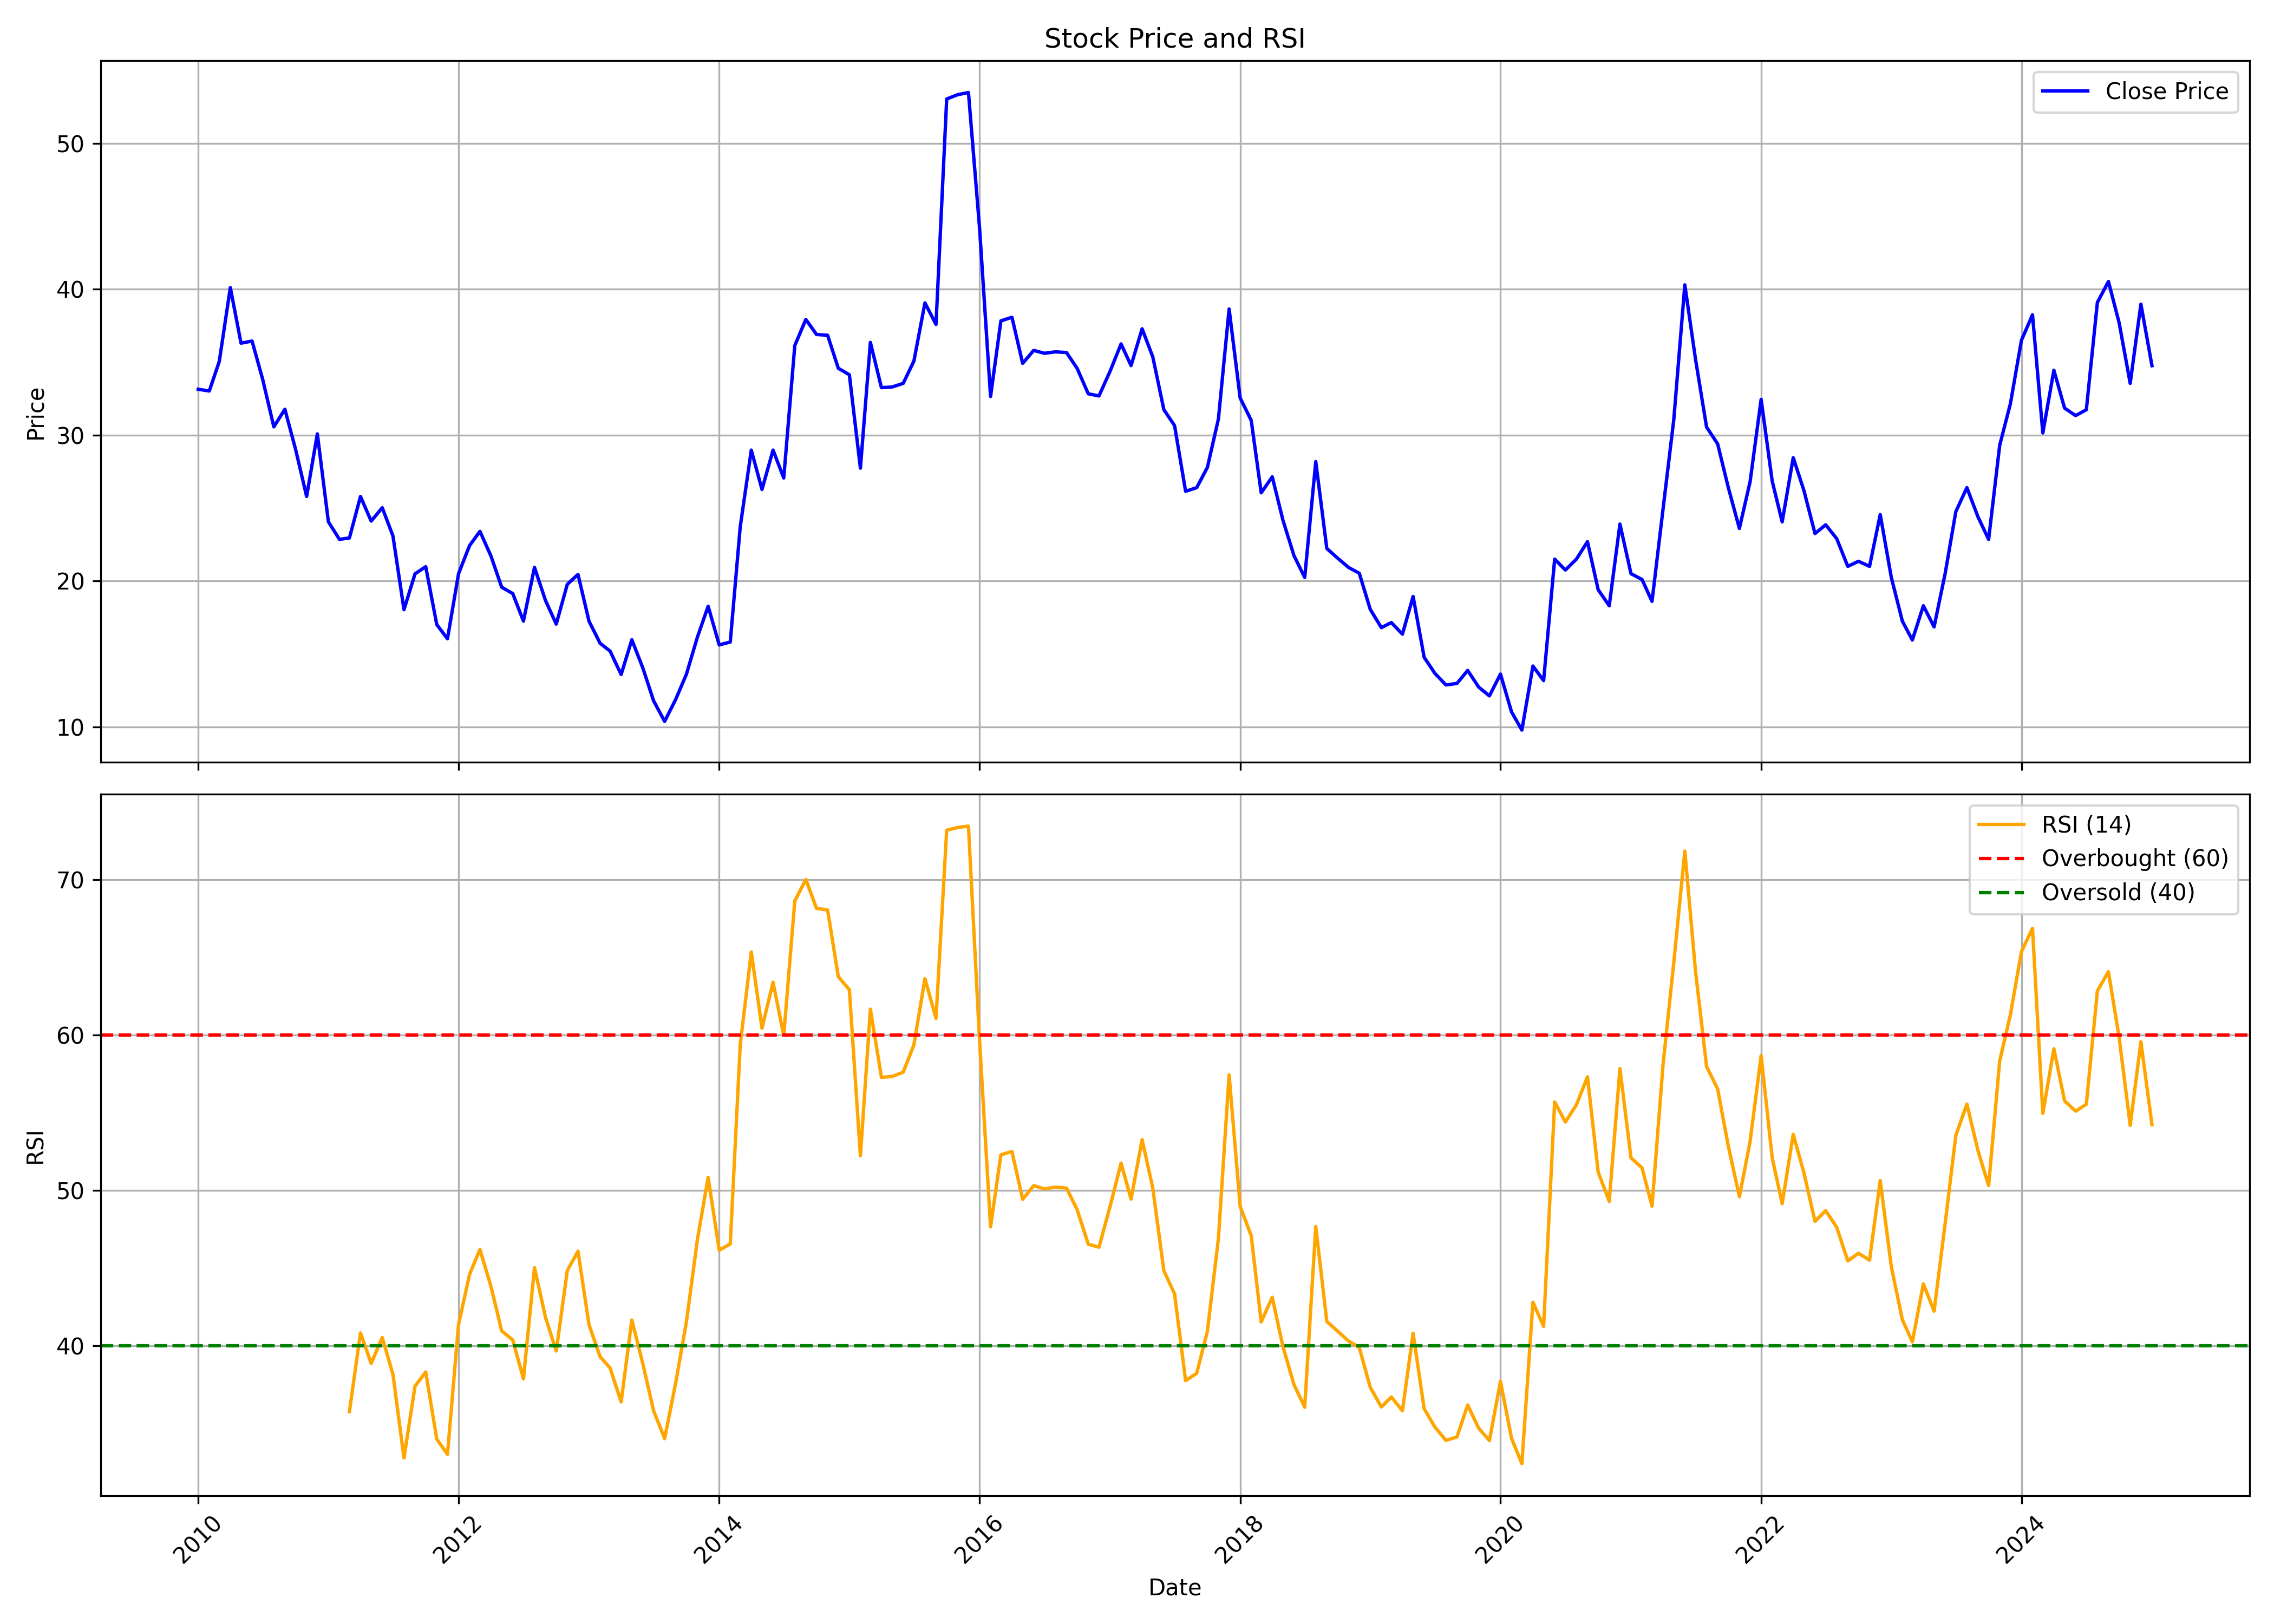 Stock Price and RSI
Close Price
Price
50
40
30
20
10
RSI (14)
Overbought (60)
Oversold (40)
RSI
70
60
50
40
2010
2012
2014
2016
2018
2020
2022
2024
Date